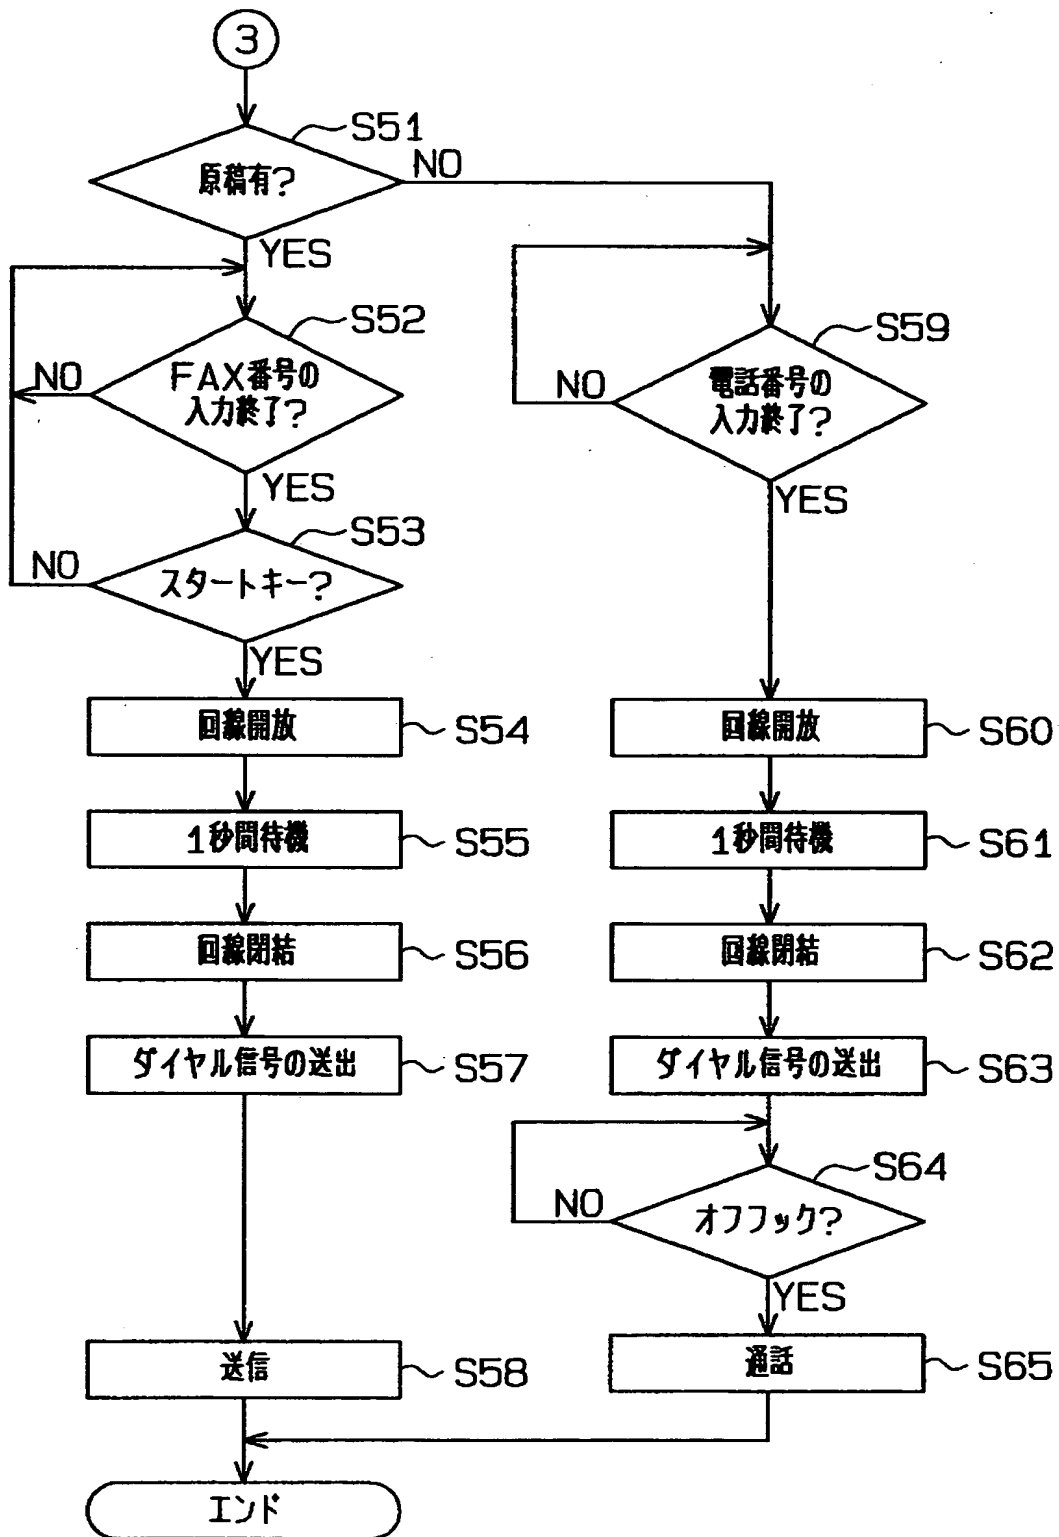 3
S51
原稿有?
NO
YES
S52
FAX番号の
入力終了?
NO
YES
S53
スタートキー?
NO
YES
回線開放
S54
1秒間待機
S55
回線閉結
S56
ダイヤル信号の送出
S57
送信
S58
S59
電話番号の
入力終了?
NO
YES
回線開放
S60
1秒間待機
S61
回線閉結
S62
ダイヤル信号の送出
S63
S64
オフフック?
NO
YES
通話
S65
エンド